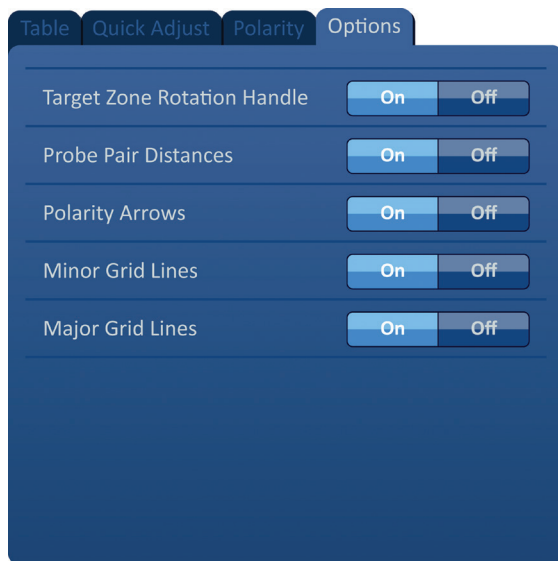 Table Quick Adjust Polarity Options
Target Zone Rotation Handle On Off
Probe Pair Distances On Off
Polarity Arrows On Off
Minor Grid Lines On Off
Major Grid Lines On Off